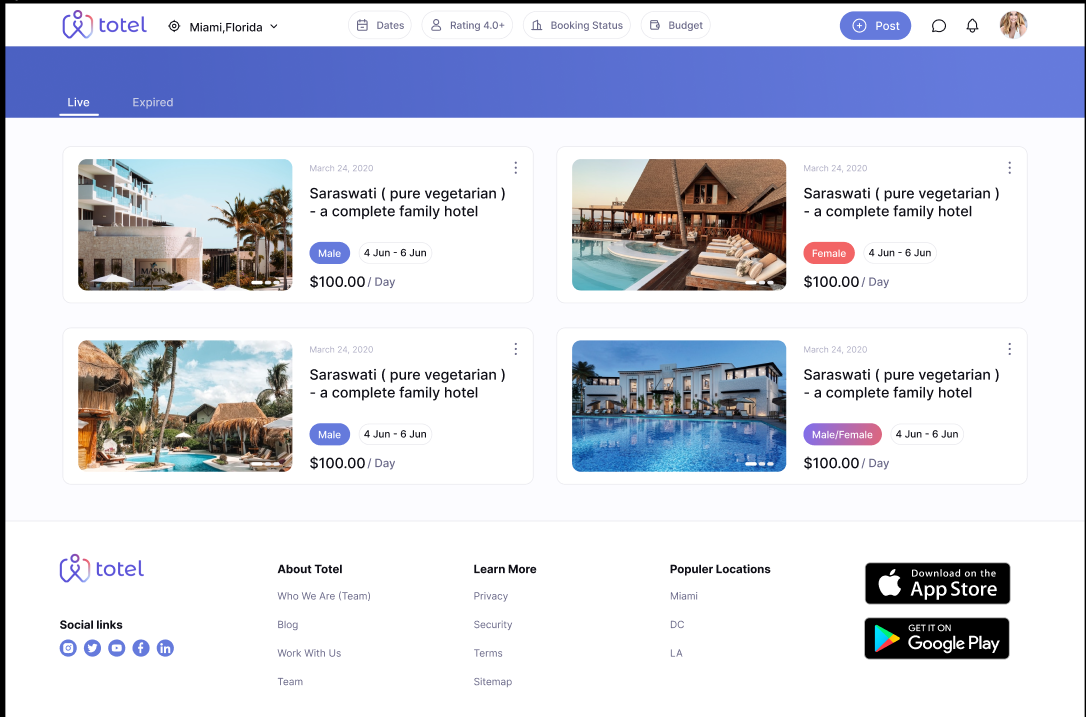 totel
Miami,Florida
Dates
Rating 4.0+
Booking Status
Budget
Post
Live
Expired
March 24, 2020
Saraswati ( pure vegetarian )
- a complete family hotel
Male
4 Jun - 6 Jun
$100.00 / Day
March 24, 2020
Saraswati ( pure vegetarian )
- a complete family hotel
Female
4 Jun - 6 Jun
$100.00 / Day
March 24, 2020
Saraswati ( pure vegetarian )
- a complete family hotel
Male
4 Jun - 6 Jun
$100.00 / Day
March 24, 2020
Saraswati ( pure vegetarian )
- a complete family hotel
Male/Female
4 Jun - 6 Jun
$100.00 / Day
totel
Social links
About Totel
Who We Are (Team)
Blog
Work With Us
Team
Learn More
Privacy
Security
Terms
Sitemap
Populer Locations
Miami
DC
LA
Download on the
App Store
GET IT ON
Google Play